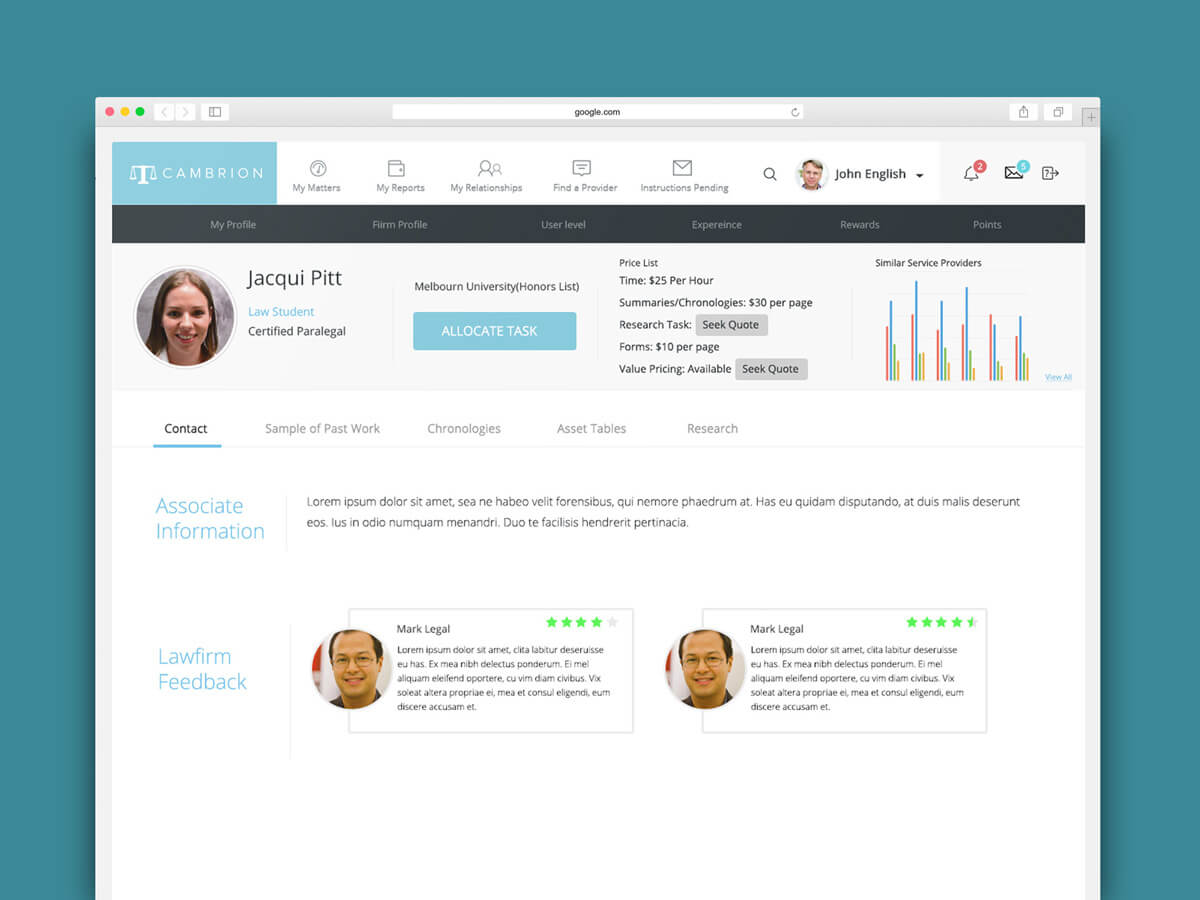 google.com
CAMBRION
My Matters
My Reports
My Relationships
Find a Provider
Instructions Pending
John English
2
5
My Profile
Fiirm Profile
User level
Expereince
Rewards
Points
Jacqui Pitt
Law Student
Certified Paralegal
Melbourn University(Honors List)
ALLOCATE TASK
Price List
Time: $25 Per Hour
Summaries/Chronologies: $30 per page
Research Task: Seek Quote
Forms: $10 per page
Value Pricing: Available Seek Quote
Similar Service Providers
View All
Contact
Sample of Past Work
Chronologies
Asset Tables
Research
Associate
Information
Lorem ipsum dolor sit amet, sea ne habeo velit forensibus, qui nemore phaedrum at. Has eu quidam disputando, at duis malis deserunt
eos. Ius in odio numquam menandri. Duo te facilisis hendrerit pertinacia.
Lawfirm
Feedback
Mark Legal
Lorem ipsum dolor sit amet, clita labitur deseruisse
eu has. Ex mea nibh delectus ponderum. Ei mel
aliquam eleifend oportere, cu vim diam civibus. Vix
soleat altera propriae ei, mea et consul eligendi, eum
discere accusam et.
Mark Legal
Lorem ipsum dolor sit amet, clita labitur deseruisse
eu has. Ex mea nibh delectus ponderum. Ei mel
aliquam eleifend oportere, cu vim diam civibus. Vix
soleat altera propriae ei, mea et consul eligendi, eum
discere accusam et.